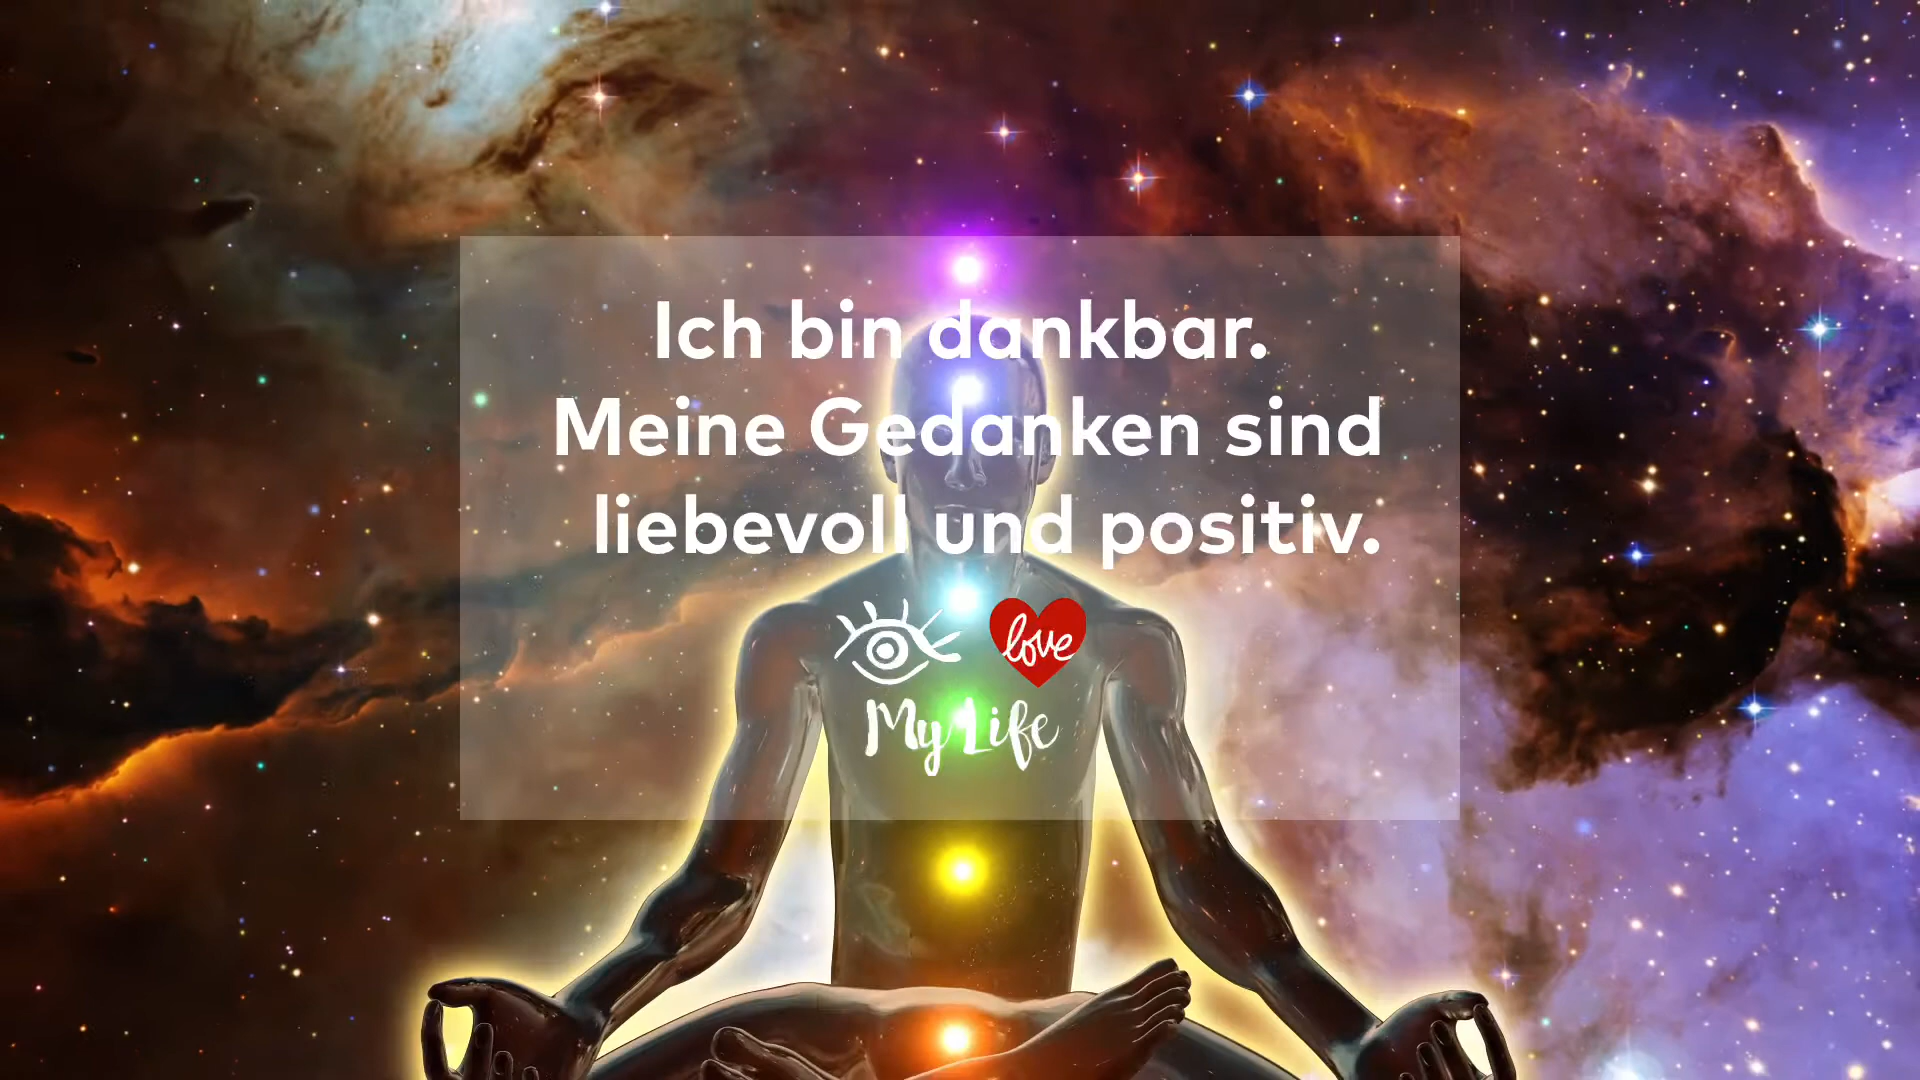 Ich bin dankbar.
Meine Gedanken sind
liebevoll und positiv.
love
My Life